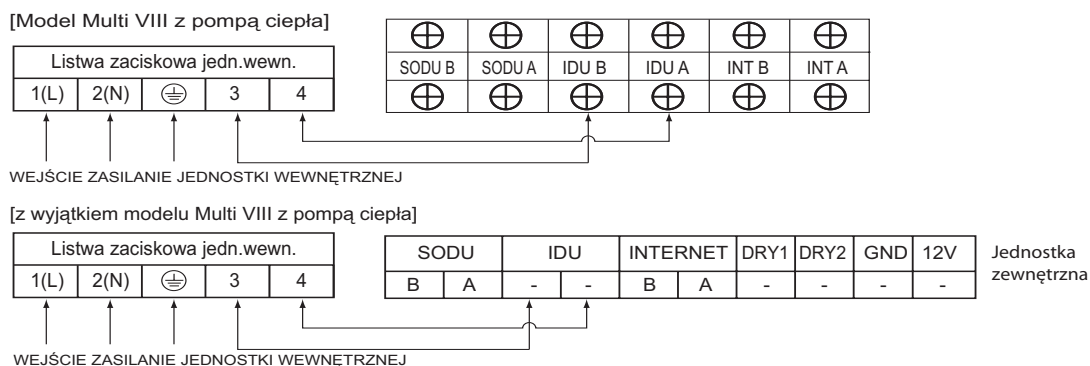 [Model Multi VIII z pompą ciepła]
Listwa zaciskowa jedn.wewn.
1(L) 2(N) 3 4
SODU B SODU A IDU B IDU A INT B INT A
WEJŚCIE ZASILANIE JEDNOSTKI WEWNĘTRZNEJ
[z wyjątkiem modelu Multi VIII z pompą ciepła]
Listwa zaciskowa jedn.wewn.
1(L) 2(N) 3 4
SODU IDU INTERNET DRY1 DRY2 GND 12V
B A - - B A - - - -
Jednostka
zewnętrzna
WEJŚCIE ZASILANIE JEDNOSTKI WEWNĘTRZNEJ